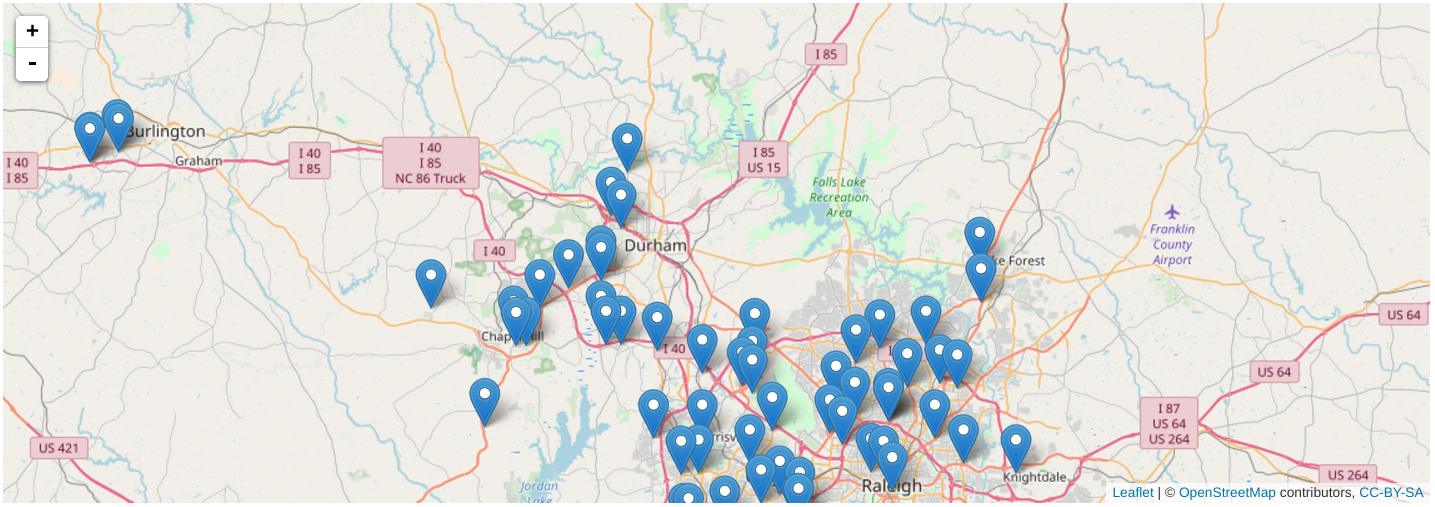 +
-
I 85
Burlington
I 40
I 85
Graham
I 40
I 85
I 40
I 85
NC 86 Truck
I 85
US 15
Falls Lake
Recreation
Area
Franklin
County
Airport
I 40
Durham
ke Forest
US 64
Chap ill
I 40
I
US 64
I 87
US 64
US 264
US 421
rrisv
Raleigh
Knightdale
US 264
Jordan
Lake
Leaflet | © OpenStreetMap contributors, CC-BY-SA